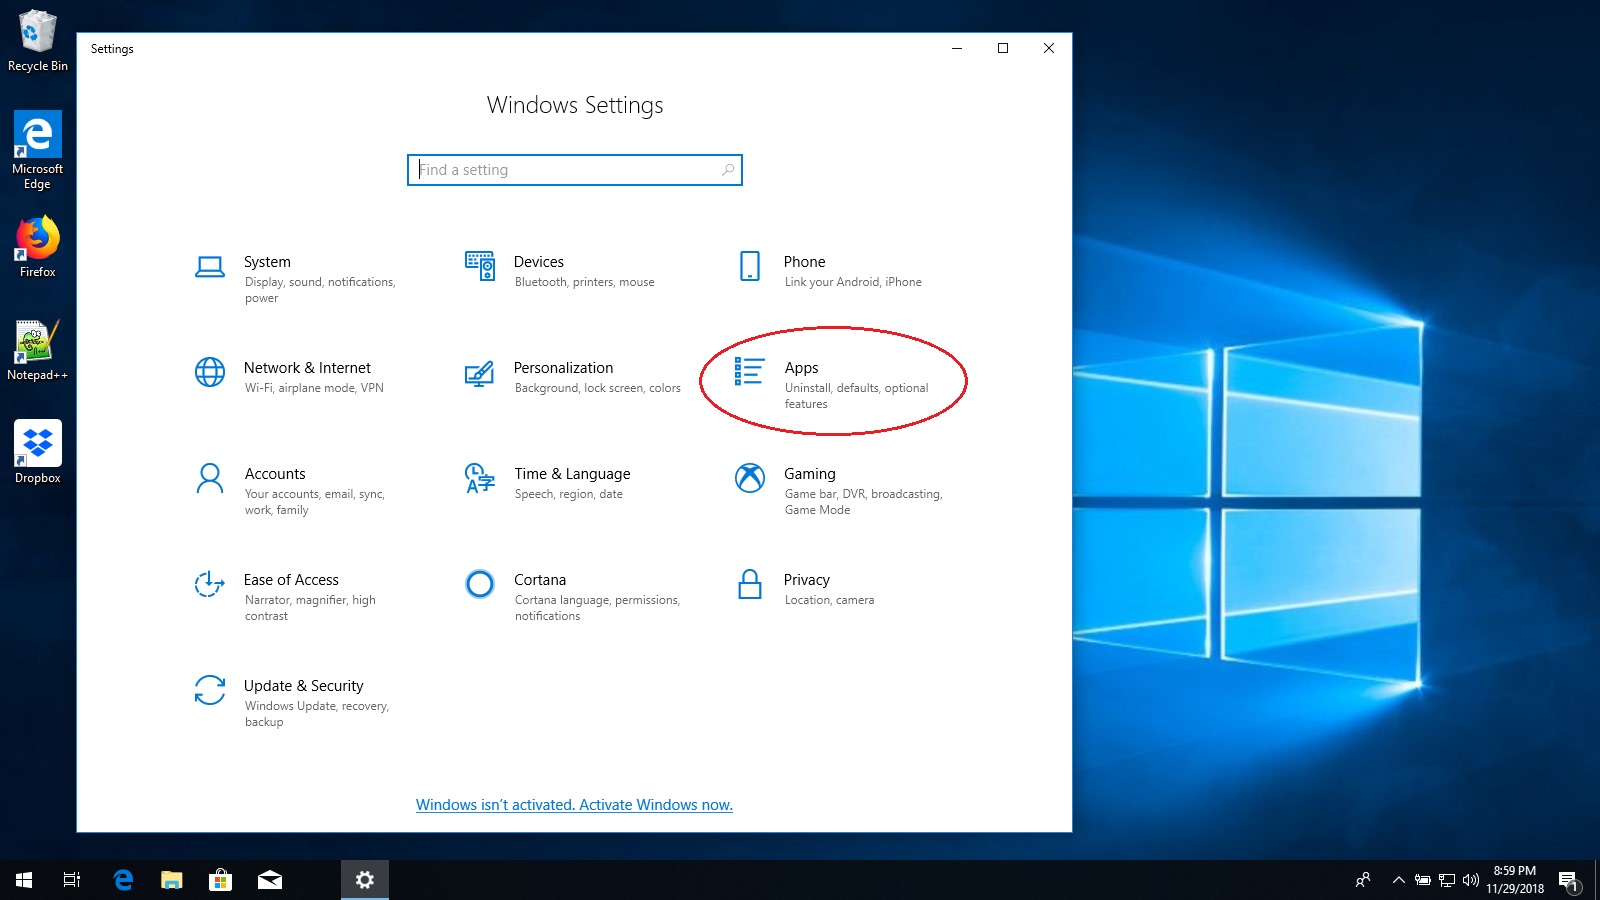 Recycle Bin
Microsoft
Edge
Firefox
Notepad++
Dropbox
Settings
Windows Settings
Find a setting
System
Display, sound, notifications,
power
Devices
Bluetooth, printers, mouse
Phone
Link your Android, iPhone
Network & Internet
Wi-Fi, airplane mode, VPN
Personalization
Background, lock screen, colors
Apps
Uninstall, defaults, optional
features
Accounts
Your accounts, email, sync,
work, family
Time & Language
Speech, region, date
Gaming
Game bar, DVR, broadcasting,
Game Mode
Ease of Access
Narrator, magnifier, high
contrast
Cortana
Cortana language, permissions,
notifications
Privacy
Location, camera
Update & Security
Windows Update, recovery,
backup
Windows isn't activated. Activate Windows now.
8:59 PM
11/29/2018
1